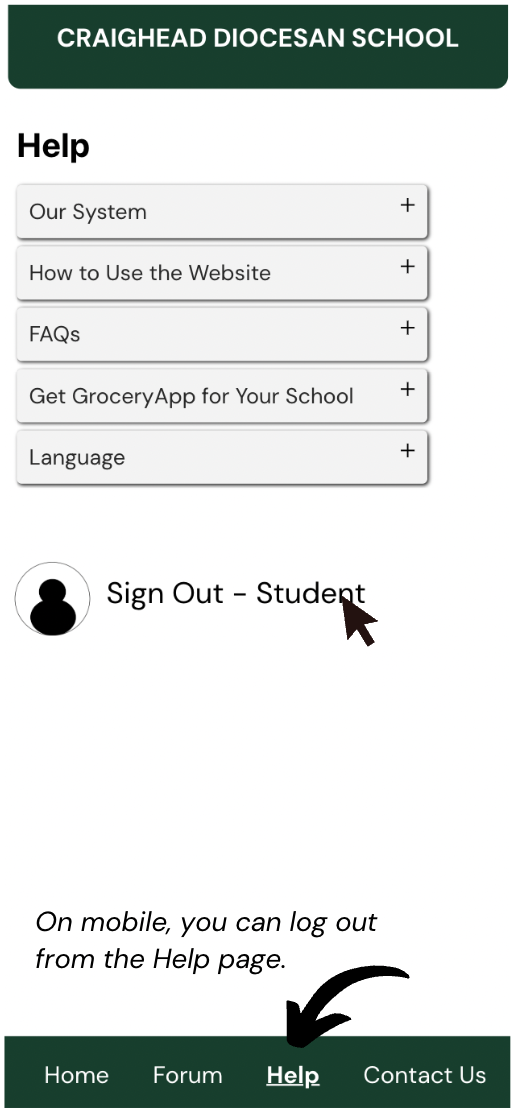 CRAIGHEAD DIOCESAN SCHOOL
Help
Our System +
How to Use the Website +
FAQs +
Get GroceryApp for Your School +
Language +
Sign Out - Student
On mobile, you can log out
from the Help page.
Home Forum Help Contact Us